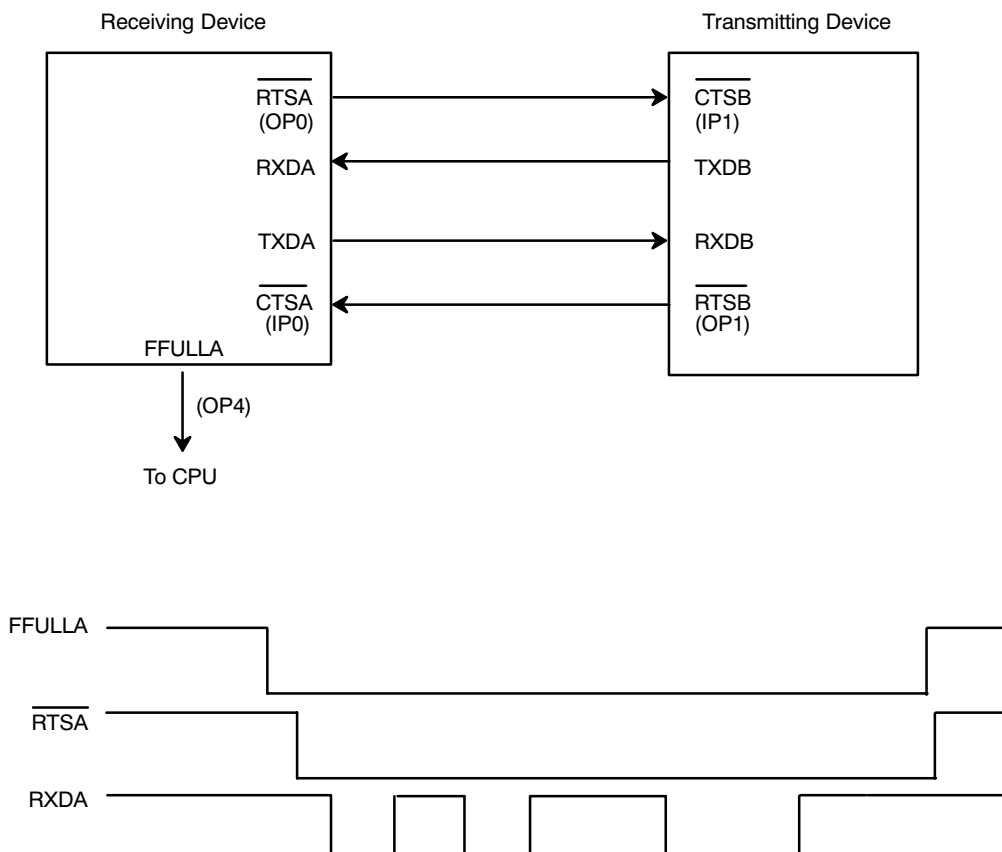 Receiving Device
Transmitting Device
RTSA
(OP0)
CTSB
(IP1)
RXDA
TXDB
TXDA
RXDB
CTSA
(IP0)
RTSB
(OP1)
FFULLA
(OP4)
To CPU
FFULLA
RTSA
RXDA